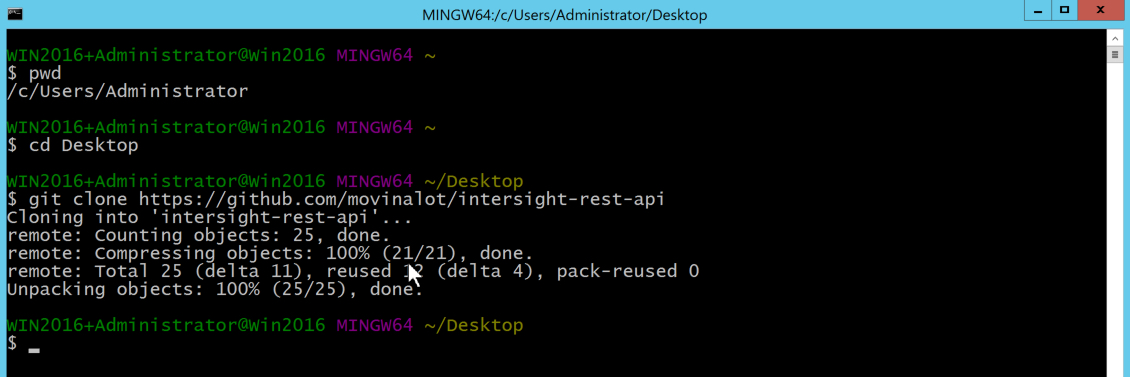 MINGW64:/c/Users/Administrator/Desktop
WIN2016+Administrator@Win2016 MINGW64 ~
$ pwd
/c/Users/Administrator
WIN2016+Administrator@Win2016 MINGW64 ~
$ cd Desktop
WIN2016+Administrator@Win2016 MINGW64 ~/Desktop
$ git clone https://github.com/movinalot/intersight-rest-api
Cloning into 'intersight-rest-api'...
remote: Counting objects: 25, done.
remote: Compressing objects: 100% (21/21), done.
remote: Total 25 (delta 11), reused 12 (delta 4), pack-reused 0
Unpacking objects: 100% (25/25), done.
WIN2016+Administrator@Win2016 MINGW64 ~/Desktop
$